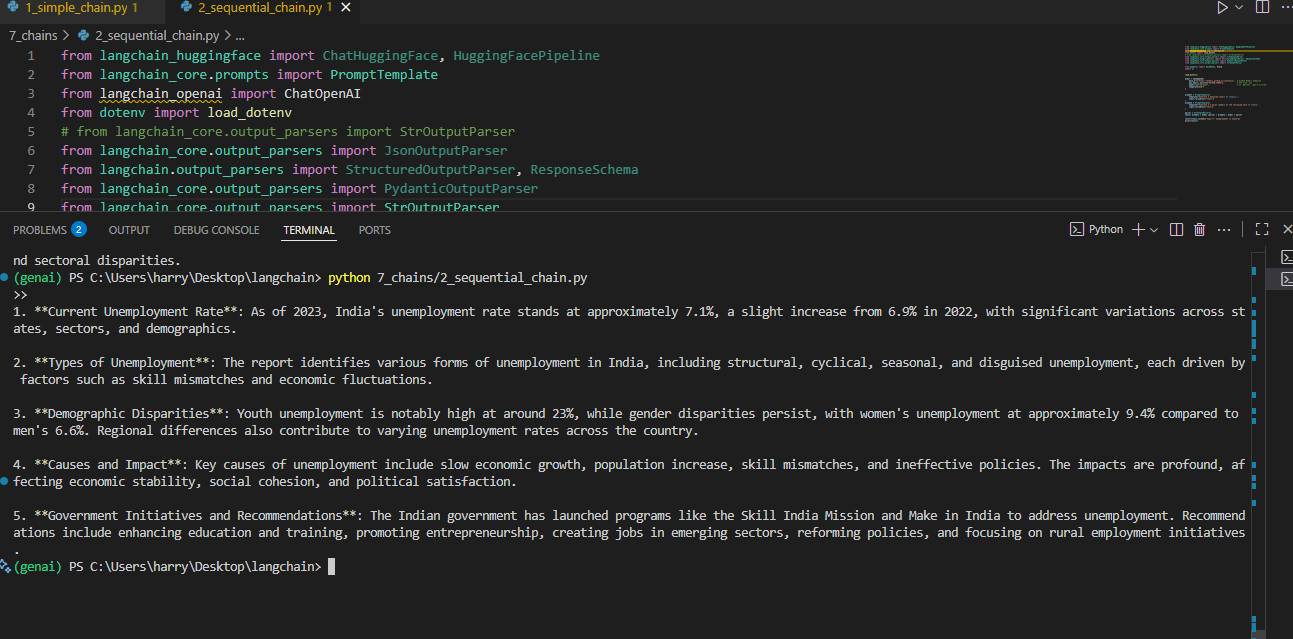 1_simple_chain.py 1
2_sequential_chain.py 1
7_chains > 2_sequential_chain.py > ...
1 from langchain_huggingface import ChatHuggingFace, HuggingFacePipeline
2 from langchain_core.prompts import PromptTemplate
3 from langchain_openai import ChatOpenAI
4 from dotenv import load_dotenv
5 # from langchain_core.output_parsers import StrOutputParser
6 from langchain_core.output_parsers import JsonOutputParser
7 from langchain.output_parsers import StructuredOutputParser, ResponseSchema
8 from langchain_core.output_parsers import PydanticOutputParser
9 from langchain_core.output_parsers import StrOutputParser
PROBLEMS 2 OUTPUT DEBUG CONSOLE TERMINAL PORTS
Python
nd sectoral disparities.
(genai) PS C:\Users\harry\Desktop\langchain> python 7_chains/2_sequential_chain.py
>>
1. **Current Unemployment Rate**: As of 2023, India's unemployment rate stands at approximately 7.1%, a slight increase from 6.9% in 2022, with significant variations across st
ates, sectors, and demographics.
2. **Types of Unemployment**: The report identifies various forms of unemployment in India, including structural, cyclical, seasonal, and disguised unemployment, each driven by
factors such as skill mismatches and economic fluctuations.
3. **Demographic Disparities**: Youth unemployment is notably high at around 23%, while gender disparities persist, with women's unemployment at approximately 9.4% compared to
men's 6.6%. Regional differences also contribute to varying unemployment rates across the country.
4. **Causes and Impact**: Key causes of unemployment include slow economic growth, population increase, skill mismatches, and ineffective policies. The impacts are profound, af
fecting economic stability, social cohesion, and political satisfaction.
5. **Government Initiatives and Recommendations**: The Indian government has launched programs like the Skill India Mission and Make in India to address unemployment. Recommend
ations include enhancing education and training, promoting entrepreneurship, creating jobs in emerging sectors, reforming policies, and focusing on rural employment initiatives
.
(genai) PS C:\Users\harry\Desktop\langchain>